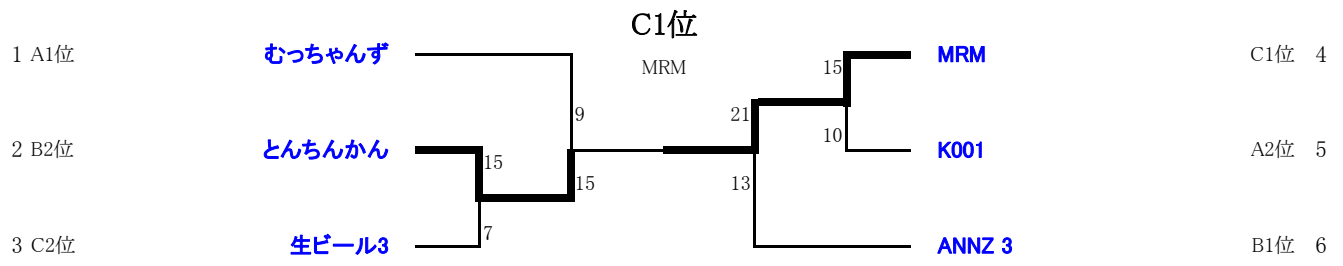 C1位
1 A1位 むっちゃんず 15 MRM C1位 4
MRM
9 21
10
2 B2位 とんちんかん 15 K001 A2位 5
15 13
7
3 C2位 生ビール3 ANNZ 3 B1位 6